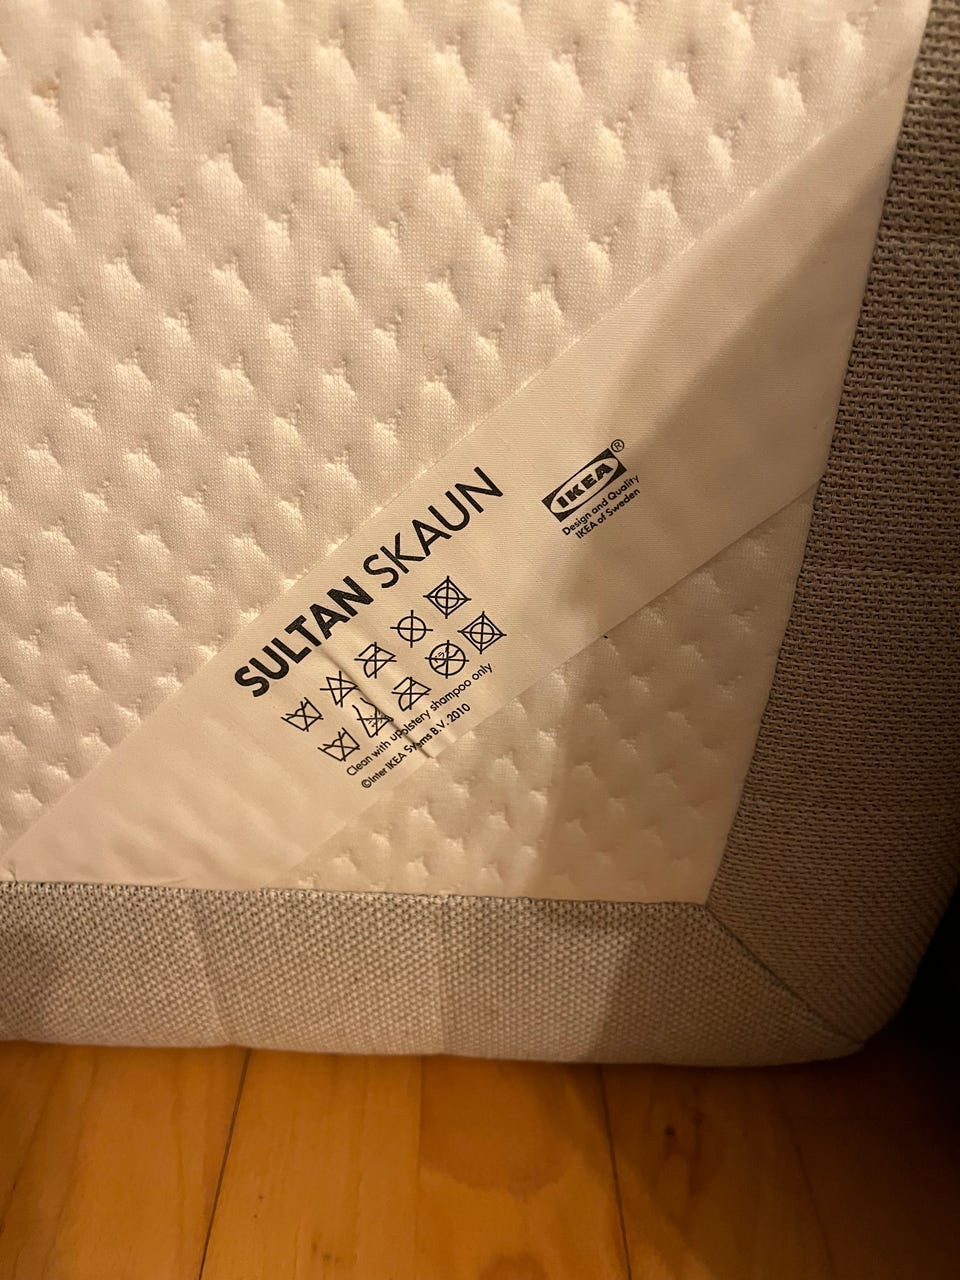 SULTAN SKAUN
IKEA®
Design and Quality
IKEA of Sweden
Clean with upholstery shampoo only
©Inter IKEA Systems B.V. 2010